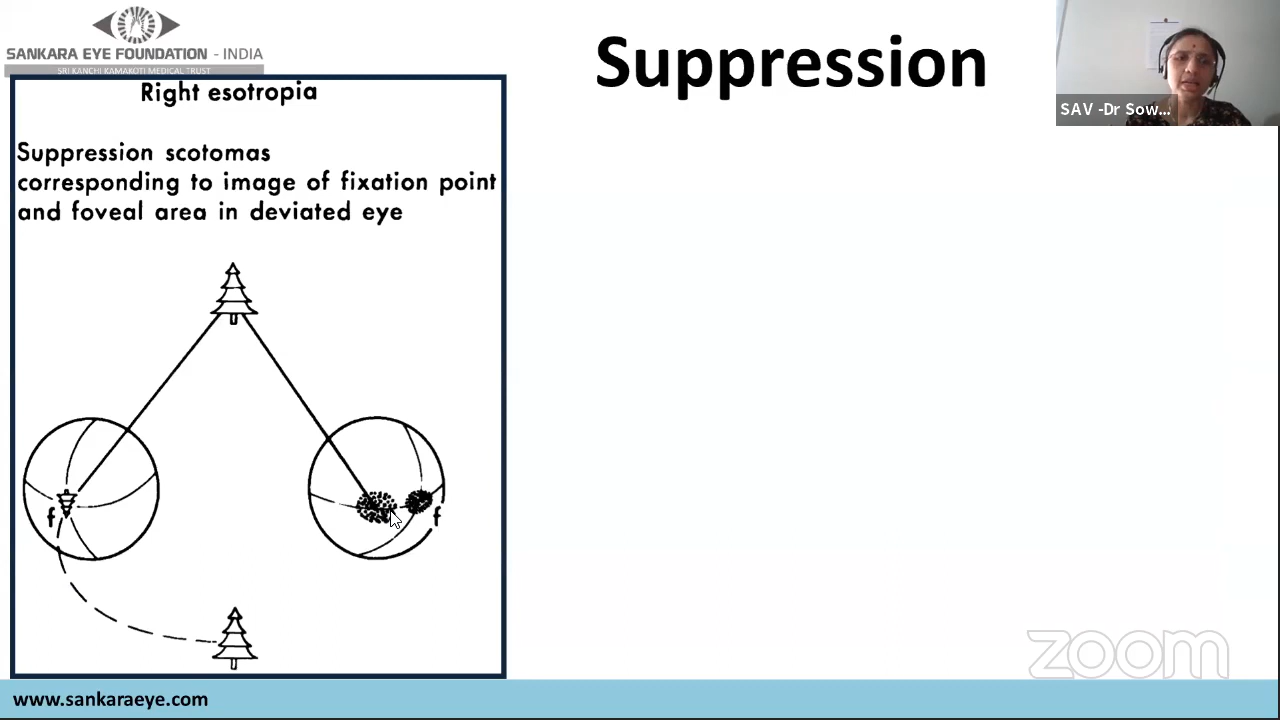 SANKARA EYE FOUNDATION - INDIA
SRI KANCHI KAMAKOTI MEDICAL TRUST
Suppression
SAV -Dr Sow...
Right esotropia
Suppression scotomas
corresponding to image of fixation point
and foveal area in deviated eye
f
f
zoom
www.sankaraeye.com